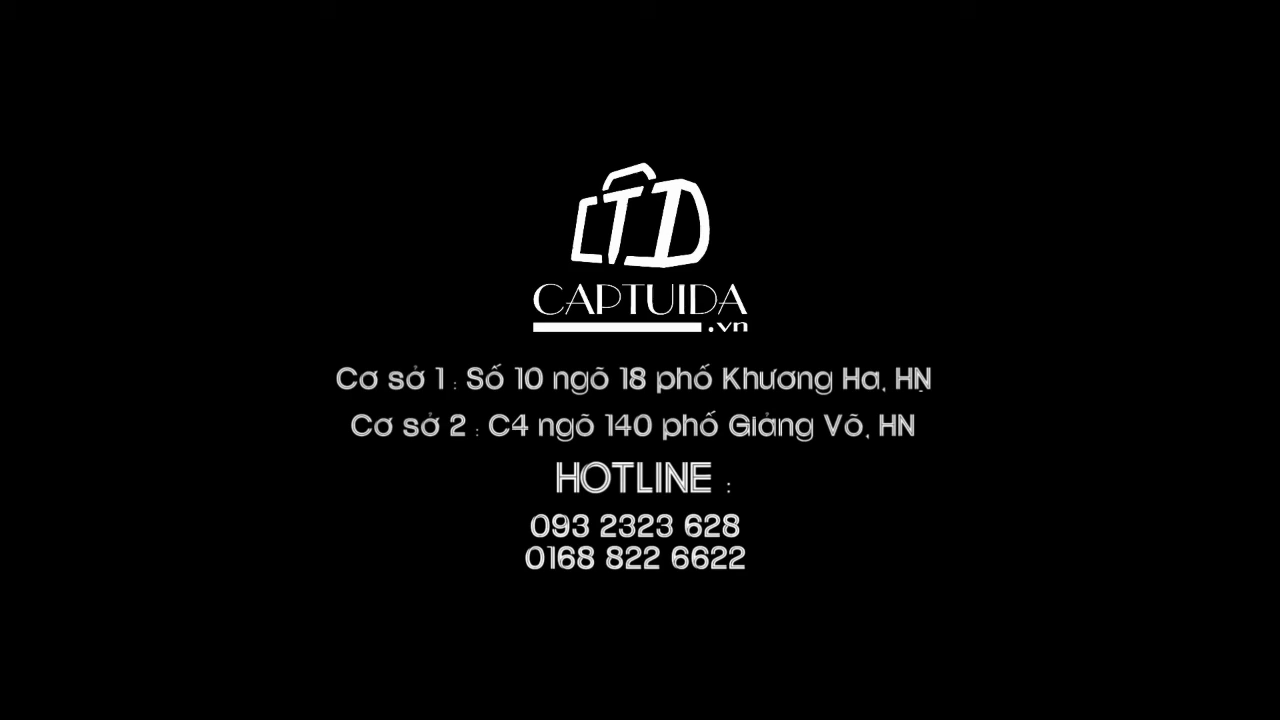 CTD
CAPTUIDA
.vn
Cơ sở 1 : Số 10 ngõ 18 phố Khương Hạ, HN
Cơ sở 2 : C4 ngõ 140 phố Giảng Võ, HN
HOTLINE :
093 2323 628
0168 822 6622